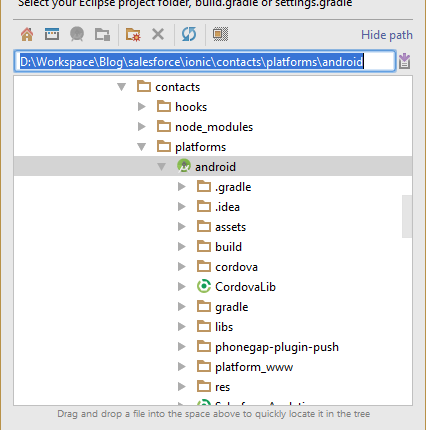 Select your Eclipse project folder, build.gradle or settings.gradle
Hide path
D:\Workspace\Blog\salesforce\ionic\contacts\platforms\android
contacts
hooks
node_modules
platforms
android
.gradle
.idea
assets
build
cordova
CordovaLib
gradle
libs
phonegap-plugin-push
platform_www
res
Drag and drop a file into the space above to quickly locate it in the tree